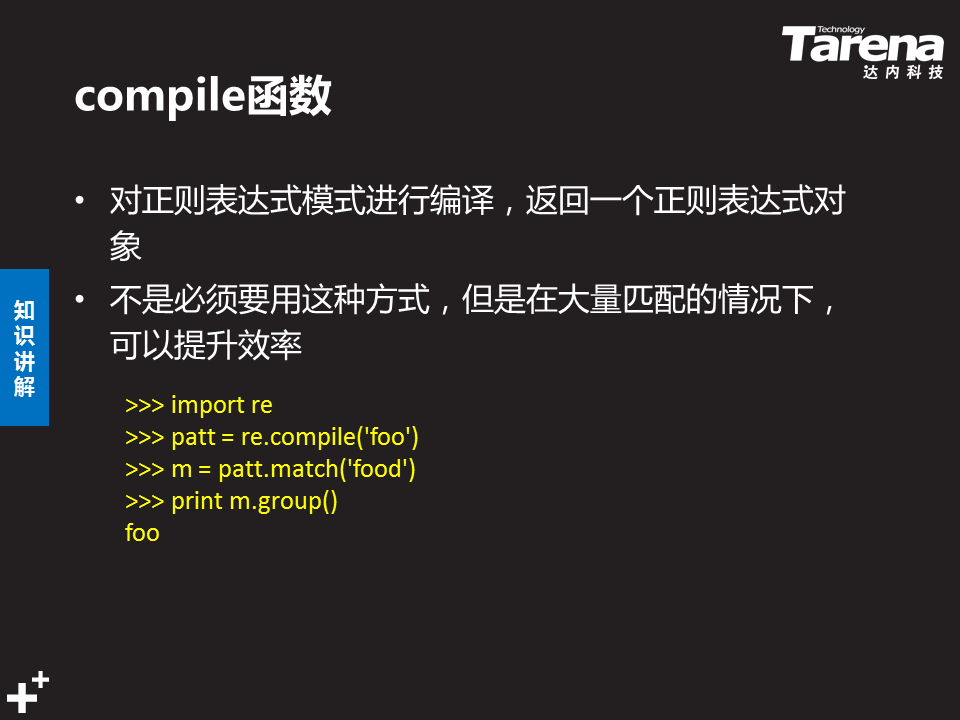 Technology
Tarena
达内科技
compile函数
• 对正则表达式模式进行编译，返回一个正则表达式对
象
• 不是必须要用这种方式，但是在大量匹配的情况下，
可以提升效率
知
识
讲
解
>>> import re
>>> patt = re.compile('foo')
>>> m = patt.match('food')
>>> print m.group()
foo